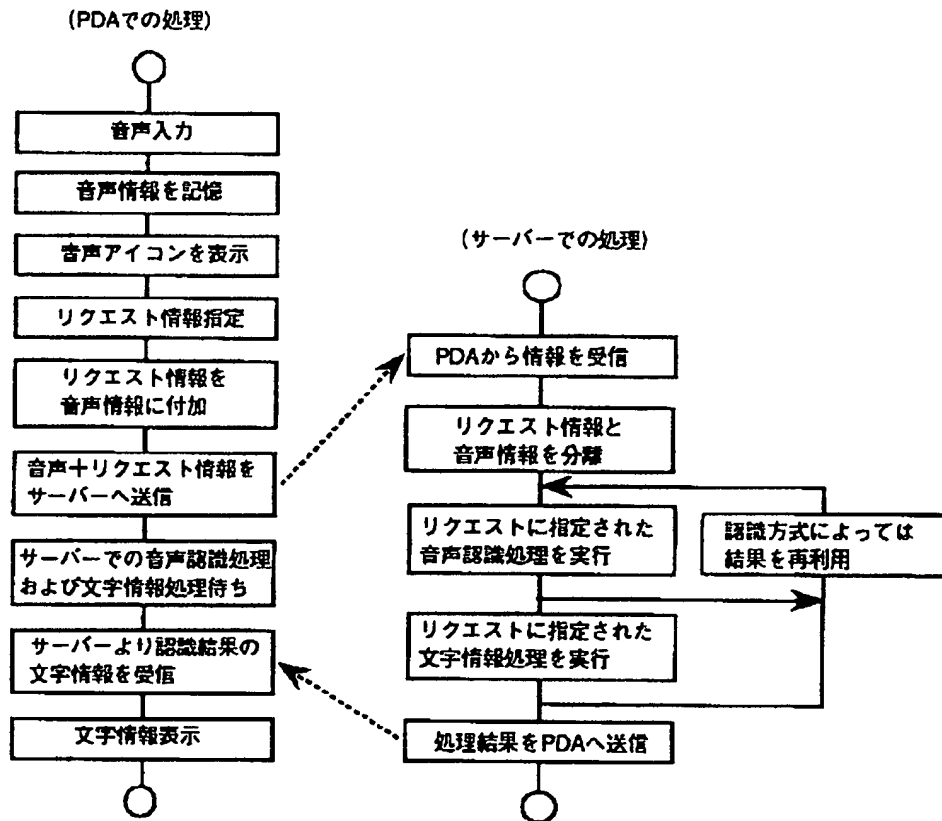 (PDAでの処理)
音声入力
音声情報を記憶
音声アイコンを表示
リクエスト情報指定
リクエスト情報を
音声情報に付加
音声+リクエスト情報を
サーバーへ送信
サーバーでの音声認識処理
および文字情報処理待ち
サーバーより認識結果の
文字情報を受信
文字情報表示
(サーバーでの処理)
PDAから情報を受信
リクエスト情報と
音声情報を分離
リクエストに指定された
音声認識処理を実行
認識方式によっては
結果を再利用
リクエストに指定された
文字情報処理を実行
処理結果をPDAへ送信